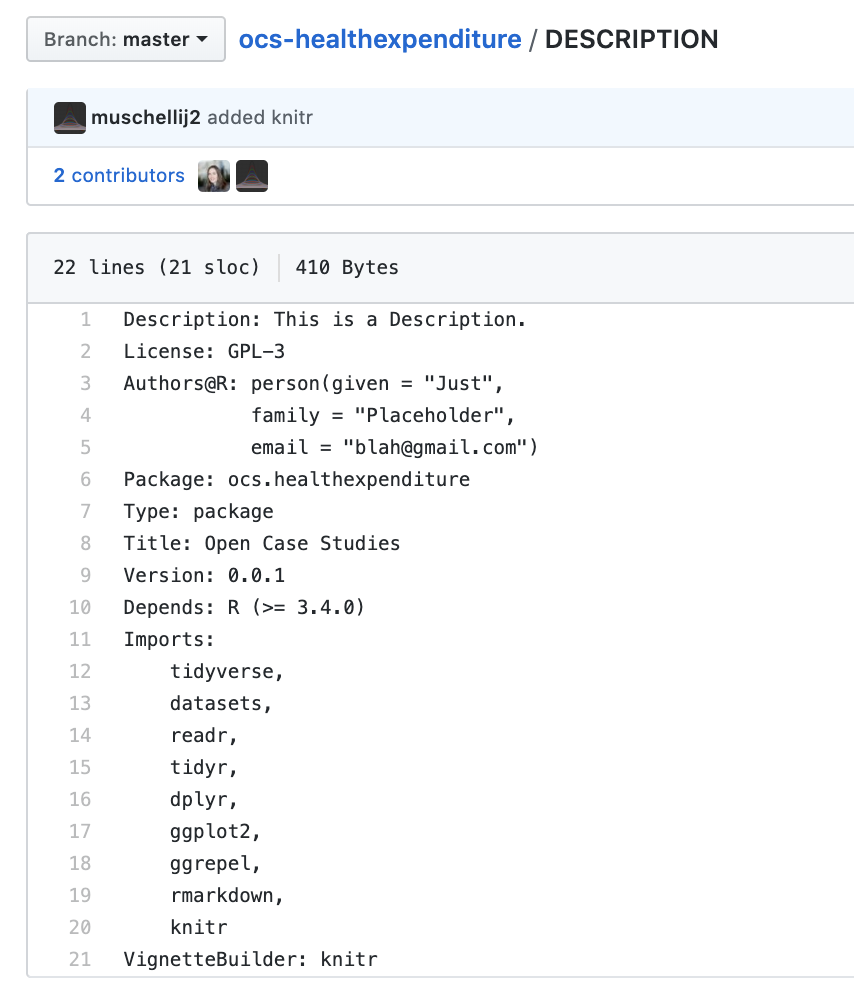 Branch: master ocs-healthexpenditure / DESCRIPTION
muschellij2 added knitr
2 contributors
22 lines (21 sloc) 410 Bytes
1 Description: This is a Description.
2 License: GPL-3
3 Authors@R: person(given = "Just",
4 family = "Placeholder",
5 email = "blah@gmail.com")
6 Package: ocs.healthexpenditure
7 Type: package
8 Title: Open Case Studies
9 Version: 0.0.1
10 Depends: R (>= 3.4.0)
11 Imports:
12 tidyverse,
13 datasets,
14 readr,
15 tidyr,
16 dplyr,
17 ggplot2,
18 ggrepel,
19 rmarkdown,
20 knitr
21 VignetteBuilder: knitr